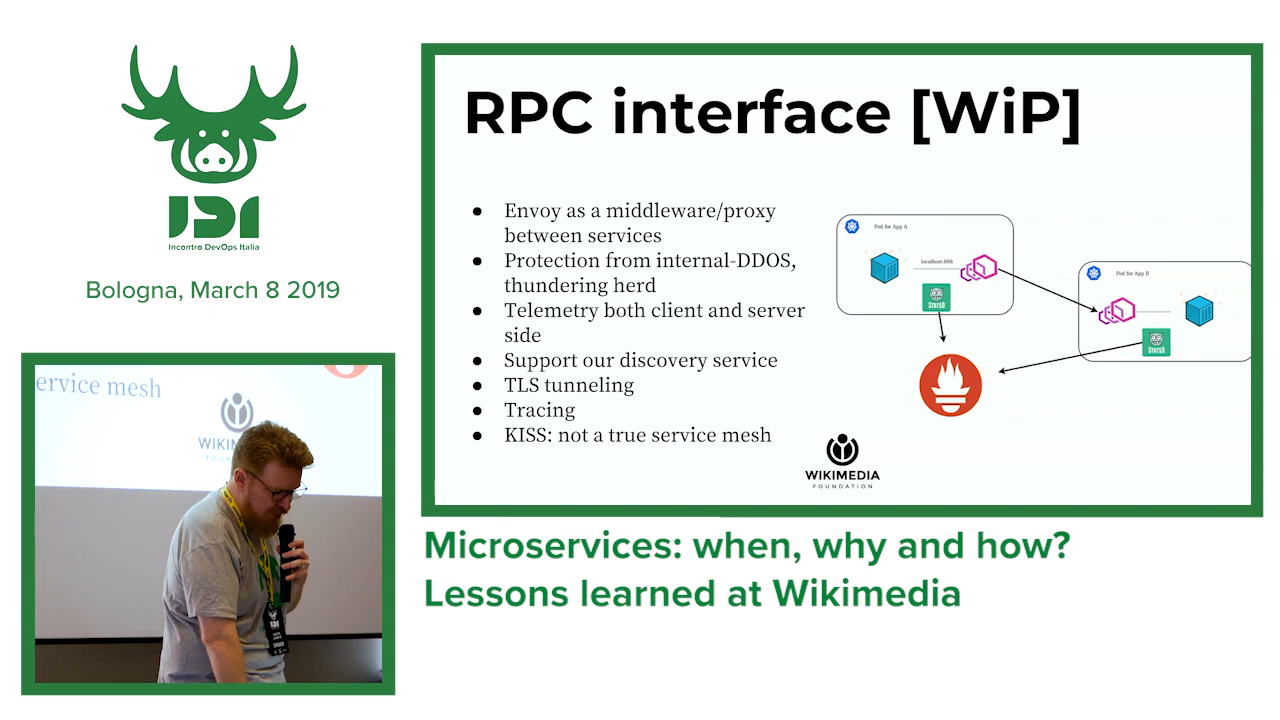 IDI
Incontro DevOps Italia
Bologna, March 8 2019
RPC interface [WiP]
● Envoy as a middleware/proxy
between services
● Protection from internal-DDOS,
thundering herd
● Telemetry both client and server
side
● Support our discovery service
● TLS tunneling
● Tracing
● KISS: not a true service mesh
Pod for App A
localhost:666
StatsD
Pod for App B
StatsD
WIKIMEDIA
FOUNDATION
ervice mesh
WIKIM
Microservices: when, why and how?
Lessons learned at Wikimedia